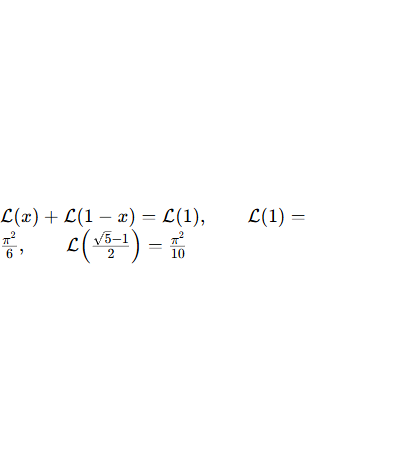 ℒ(x) + ℒ(1 − x) = ℒ(1),  ℒ(1) =
π²/6,  ℒ((√5−1)/2) = π²/10